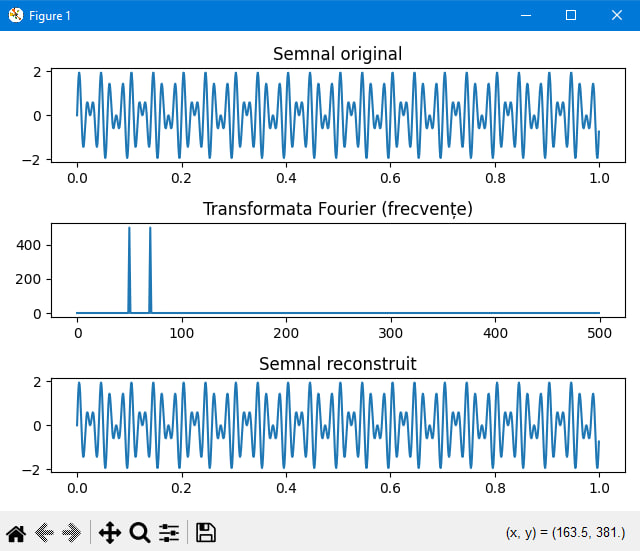 Figure 1
Semnal original
2
0
−2
0.0 0.2 0.4 0.6 0.8 1.0
Transformata Fourier (frecvențe)
400
200
0
0 100 200 300 400 500
Semnal reconstruit
2
0
−2
0.0 0.2 0.4 0.6 0.8 1.0
(x, y) = (163.5, 381.)